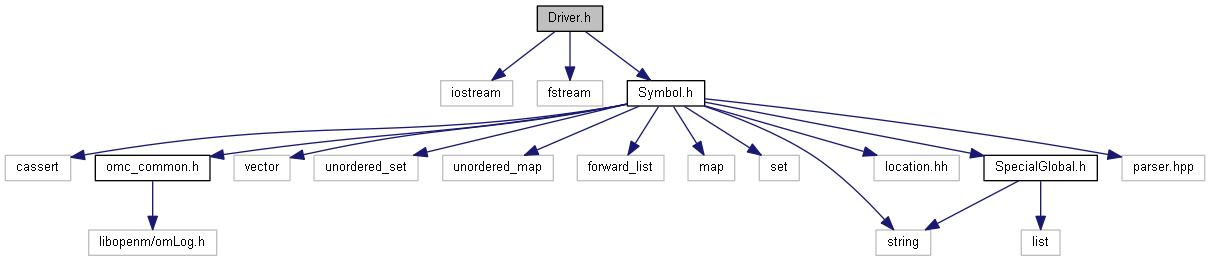 Driver.h
iostream
fstream
Symbol.h
cassert
omc_common.h
vector
unordered_set
unordered_map
forward_list
map
set
location.hh
SpecialGlobal.h
parser.hpp
libopenm/omLog.h
string
list